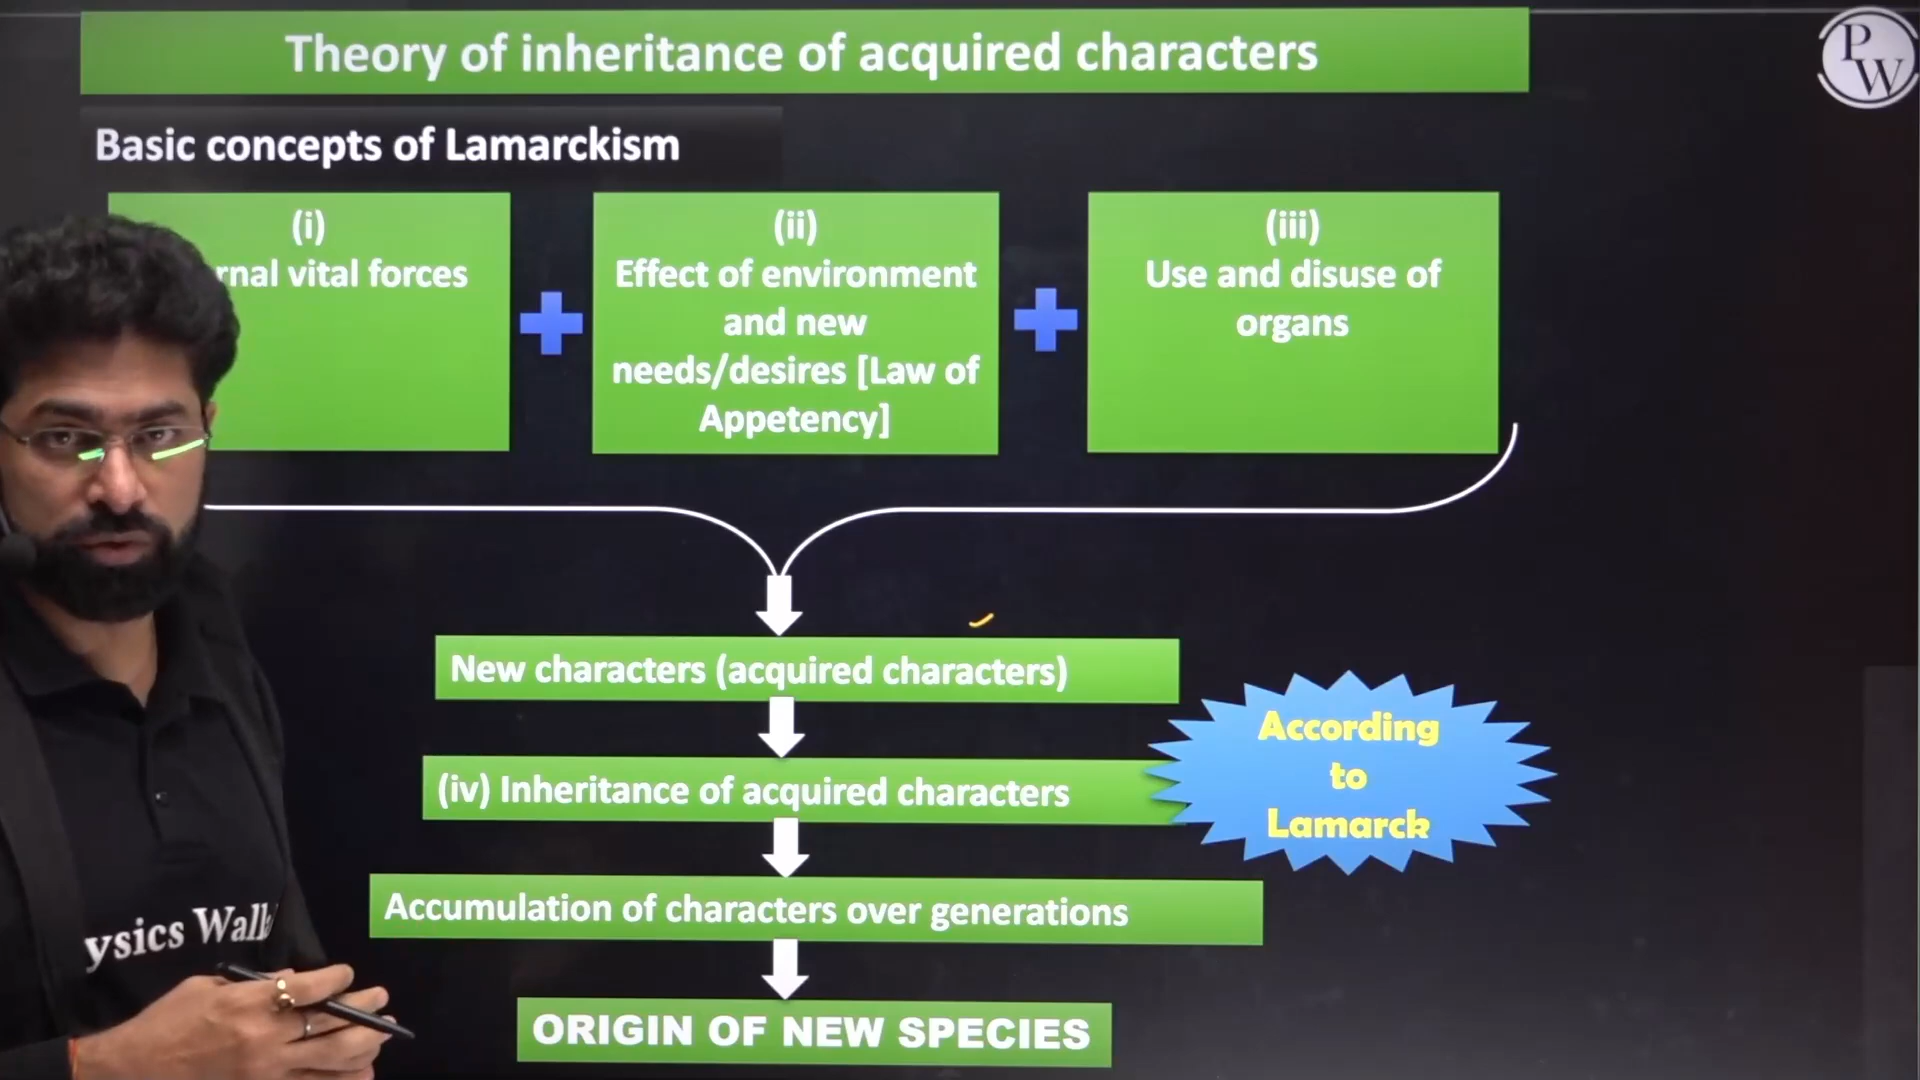 Theory of inheritance of acquired characters
PW
Basic concepts of Lamarckism
(i)
rnal vital forces
(ii)
Effect of environment
and new
needs/desires [Law of
Appetency]
(iii)
Use and disuse of
organs
New characters (acquired characters)
(iv) Inheritance of acquired characters
Accumulation of characters over generations
ORIGIN OF NEW SPECIES
According
to
Lamarck
ysics Wall